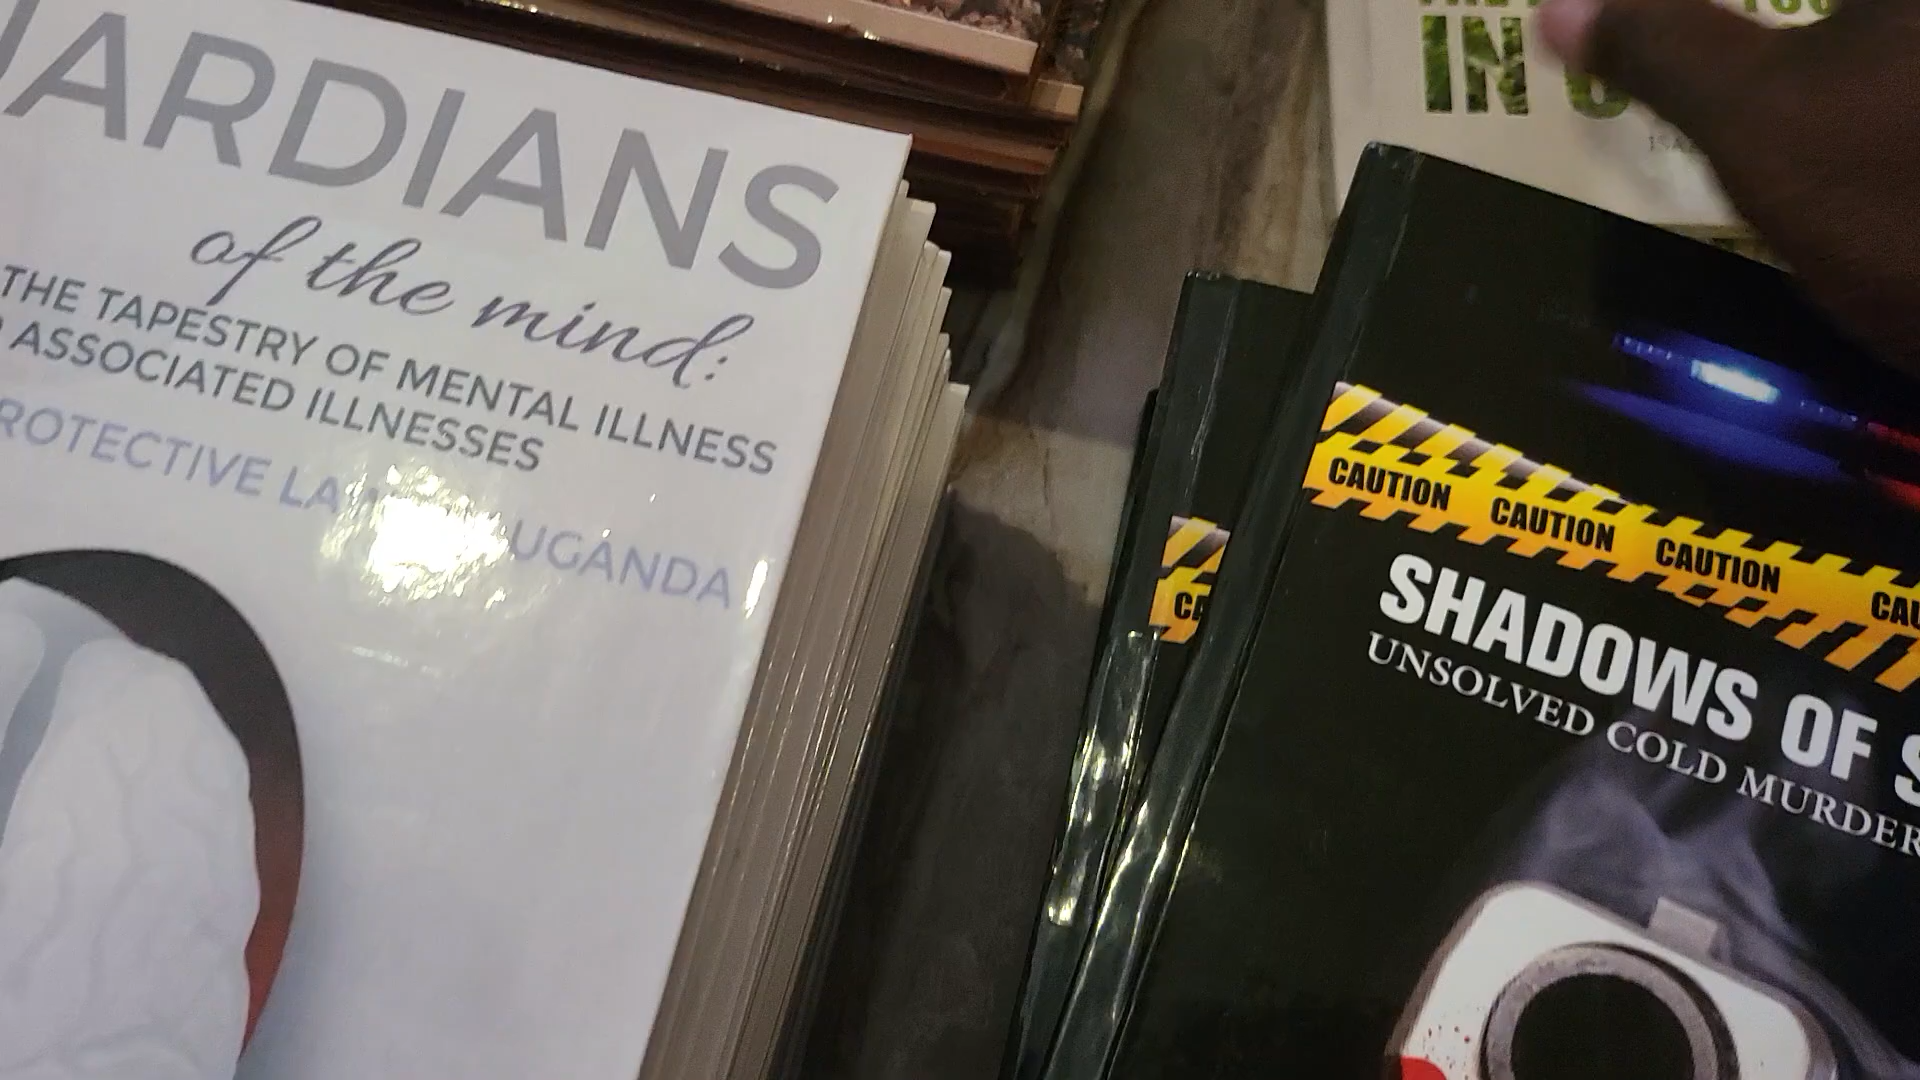 ARDIANS
of the mind:
THE TAPESTRY OF MENTAL ILLNESS
ASSOCIATED ILLNESSES
ROTECTIVE LA UGANDA
IN
CAUTION CAUTION CAUTION CAU
CA
SHADOWS OF S
UNSOLVED COLD MURDER